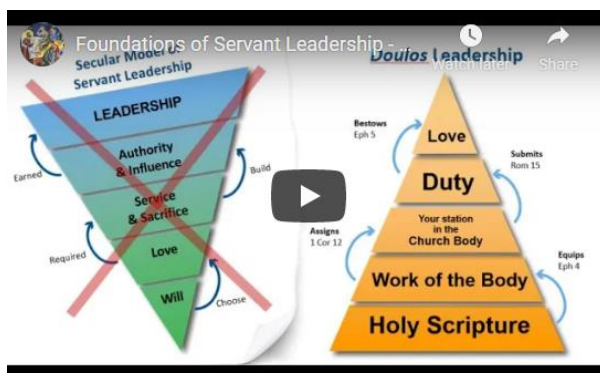 Foundations of Servant Leadership - ...
Watch later
Share
Secular Model of
Servant Leadership
LEADERSHIP
Authority
& Influence
Service
& Sacrifice
Love
Will
Earned
Build
Required
Choose
Doulos Leadership
Love
Duty
Your station
in the
Church Body
Work of the Body
Holy Scripture
Bestows
Eph 5
Submits
Rom 15
Assigns
1 Cor 12
Equips
Eph 4